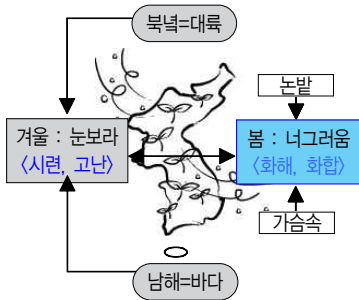 북녘=대륙
논밭
겨울 : 눈보라
〈시련, 고난〉
봄 : 너그러움
〈화해, 화합〉
가슴속
남해=바다